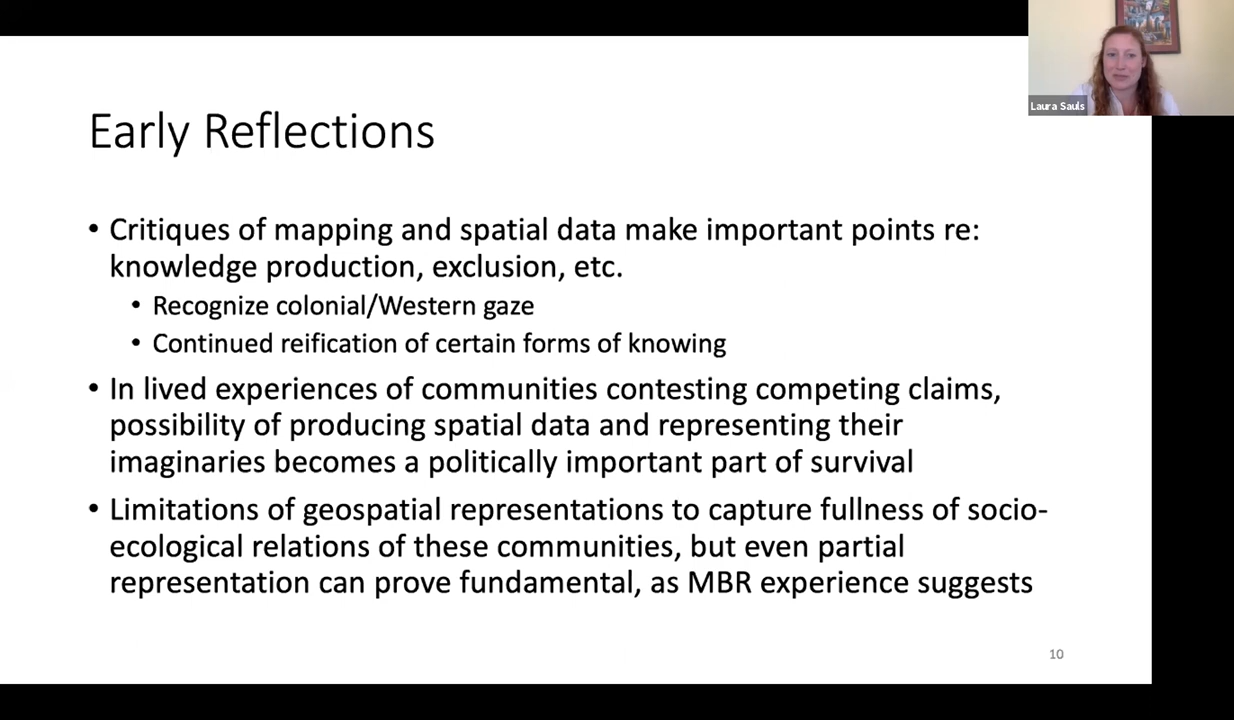 Laura Sauls
Early Reflections
• Critiques of mapping and spatial data make important points re:
knowledge production, exclusion, etc.
• Recognize colonial/Western gaze
• Continued reification of certain forms of knowing
• In lived experiences of communities contesting competing claims,
possibility of producing spatial data and representing their
imaginaries becomes a politically important part of survival
• Limitations of geospatial representations to capture fullness of socio-
ecological relations of these communities, but even partial
representation can prove fundamental, as MBR experience suggests
10